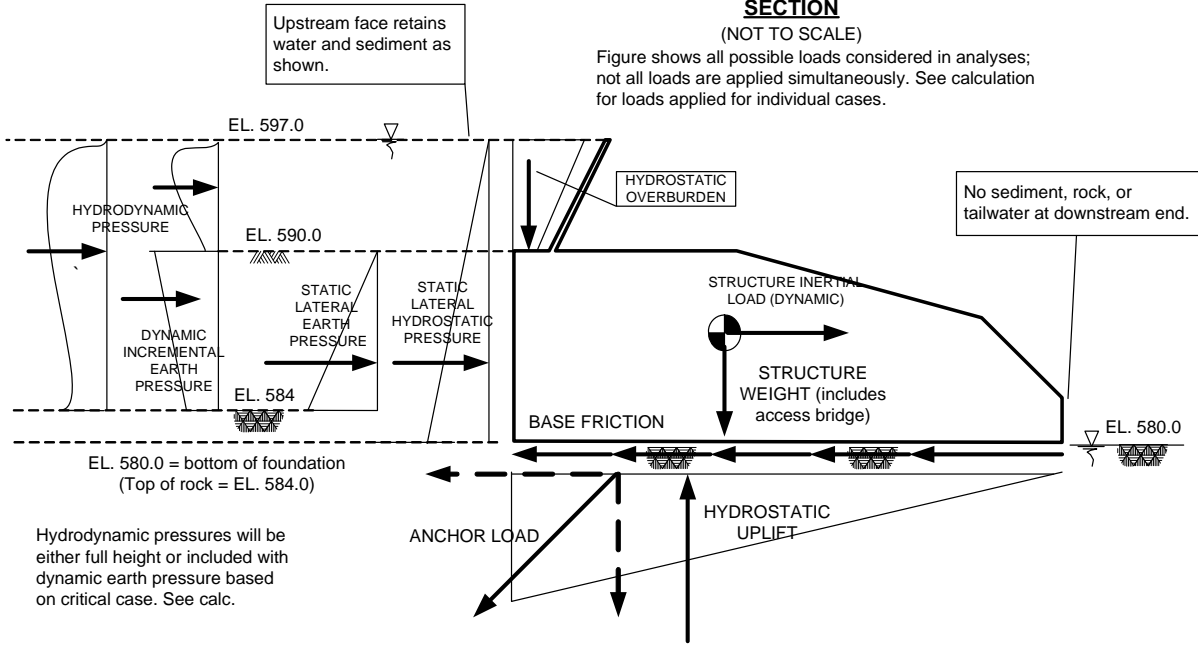 SECTION
(NOT TO SCALE)
Figure shows all possible loads considered in analyses;
not all loads are applied simultaneously. See calculation
for loads applied for individual cases.
Upstream face retains
water and sediment as
shown.
EL. 597.0
HYDROSTATIC
OVERBURDEN
No sediment, rock, or
tailwater at downstream end.
HYDRODYNAMIC
PRESSURE
EL. 590.0
STATIC
LATERAL
EARTH
PRESSURE
STATIC
LATERAL
HYDROSTATIC
PRESSURE
STRUCTURE INERTIAL
LOAD (DYNAMIC)
DYNAMIC
INCREMENTAL
EARTH
PRESSURE
STRUCTURE
WEIGHT (includes
access bridge)
EL. 584
BASE FRICTION
EL. 580.0
EL. 580.0 = bottom of foundation
(Top of rock = EL. 584.0)
ANCHOR LOAD
HYDROSTATIC
UPLIFT
Hydrodynamic pressures will be
either full height or included with
dynamic earth pressure based
on critical case. See calc.